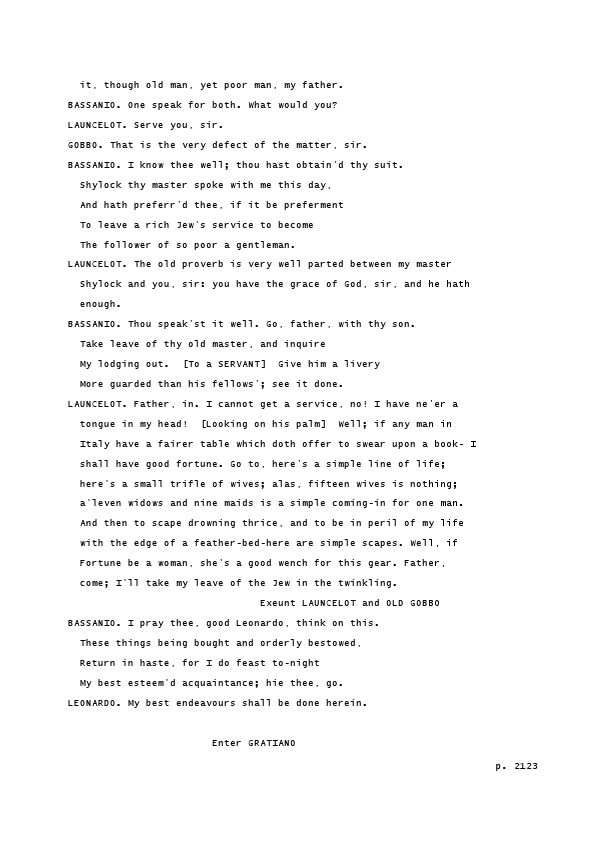 it, though old man, yet poor man, my father.
BASSANIO. One speak for both. What would you?
LAUNCELOT. Serve you, sir.
GOBBO. That is the very defect of the matter, sir.
BASSANIO. I know thee well; thou hast obtain'd thy suit.
Shylock thy master spoke with me this day,
And hath preferr'd thee, if it be preferment
To leave a rich Jew's service to become
The follower of so poor a gentleman.
LAUNCELOT. The old proverb is very well parted between my master
Shylock and you, sir: you have the grace of God, sir, and he hath
enough.
BASSANIO. Thou speak'st it well. Go, father, with thy son.
Take leave of thy old master, and inquire
My lodging out.  [To a SERVANT]  Give him a livery
More guarded than his fellows'; see it done.
LAUNCELOT. Father, in. I cannot get a service, no! I have ne'er a
tongue in my head!  [Looking on his palm]  Well; if any man in
Italy have a fairer table which doth offer to swear upon a book- I
shall have good fortune. Go to, here's a simple line of life;
here's a small trifle of wives; alas, fifteen wives is nothing;
a'leven widows and nine maids is a simple coming-in for one man.
And then to scape drowning thrice, and to be in peril of my life
with the edge of a feather-bed-here are simple scapes. Well, if
Fortune be a woman, she's a good wench for this gear. Father,
come; I'll take my leave of the Jew in the twinkling.
Exeunt LAUNCELOT and OLD GOBBO
BASSANIO. I pray thee, good Leonardo, think on this.
These things being bought and orderly bestowed,
Return in haste, for I do feast to-night
My best esteem'd acquaintance; hie thee, go.
LEONARDO. My best endeavours shall be done herein.
Enter GRATIANO
p. 2123